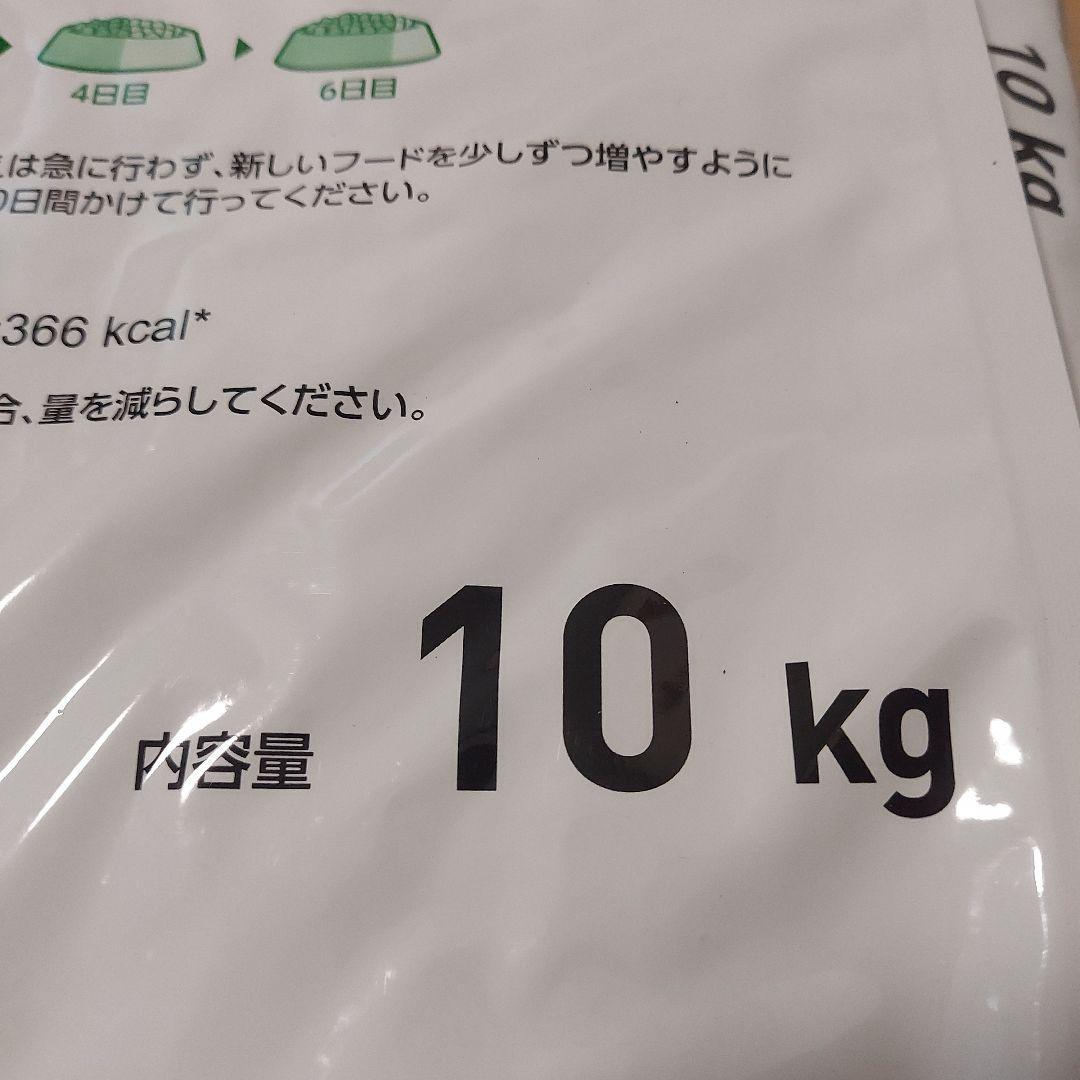 4日目 6日目
は急に行わず、新しいフードを少しずつ増やすように
0日間かけて行ってください。
366 kcal*
合、量を減らしてください。
内容量 10 kg
10 kg